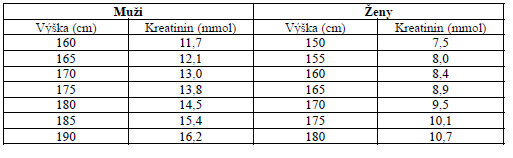 Muži Ženy
Výška (cm) Kreatinin (mmol) Výška (cm) Kreatinin (mmol)
160 11,7 150 7,5
165 12,1 155 8,0
170 13,0 160 8,4
175 13,8 165 8,9
180 14,5 170 9,5
185 15,4 175 10,1
190 16,2 180 10,7